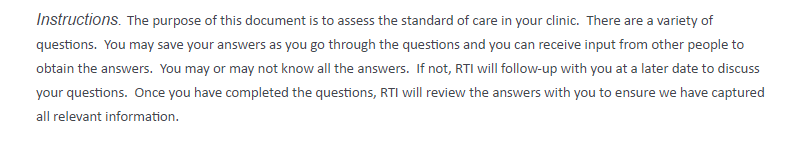 Instructions. The purpose of this document is to assess the standard of care in your clinic. There are a variety of
questions. You may save your answers as you go through the questions and you can receive input from other people to
obtain the answers. You may or may not know all the answers. If not, RTI will follow-up with you at a later date to discuss
your questions. Once you have completed the questions, RTI will review the answers with you to ensure we have captured
all relevant information.